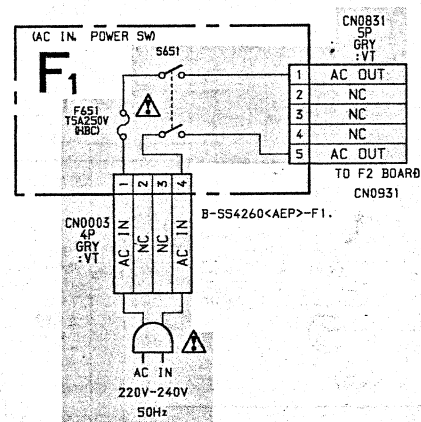 (AC IN, POWER SW)
F1
S651
F651
T5A250V
(HBC)
CN0831
5P
GRY
:VT
1 AC OUT
2 NC
3 NC
4 NC
5 AC OUT
TO F2 BOARD
CN0931
B-SS4260<AEP>-F1.
CN0003
4P
GRY
:VT
1 2 3 4
AC IN
NC
NC
AC IN
AC IN
220V-240V
50Hz